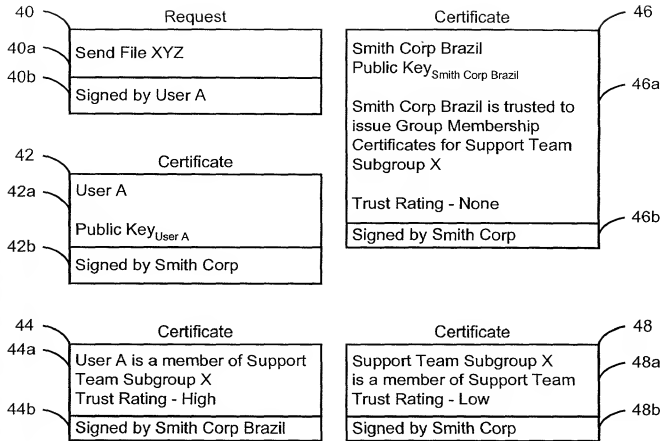 40
Request
40a
Send File XYZ
40b
Signed by User A
42
Certificate
42a
User A
Public Key User A
42b
Signed by Smith Corp
44
Certificate
44a
User A is a member of Support
Team Subgroup X
Trust Rating - High
44b
Signed by Smith Corp Brazil
Certificate
46
Smith Corp Brazil
Public Key Smith Corp Brazil
46a
Smith Corp Brazil is trusted to
issue Group Membership
Certificates for Support Team
Subgroup X
Trust Rating - None
46b
Signed by Smith Corp
Certificate
48
Support Team Subgroup X
48a
is a member of Support Team
Trust Rating - Low
48b
Signed by Smith Corp